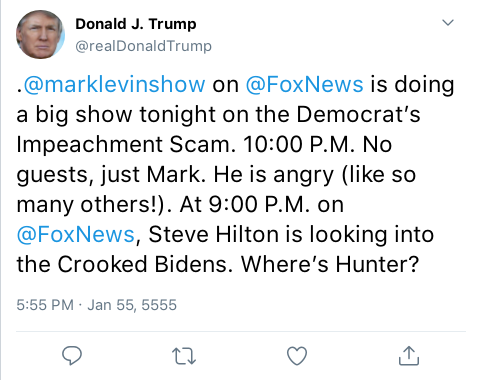 Donald J. Trump
@realDonaldTrump
.@marklevinshow on @FoxNews is doing
a big show tonight on the Democrat's
Impeachment Scam. 10:00 P.M. No
guests, just Mark. He is angry (like so
many others!). At 9:00 P.M. on
@FoxNews, Steve Hilton is looking into
the Crooked Bidens. Where's Hunter?
5:55 PM · Jan 55, 5555